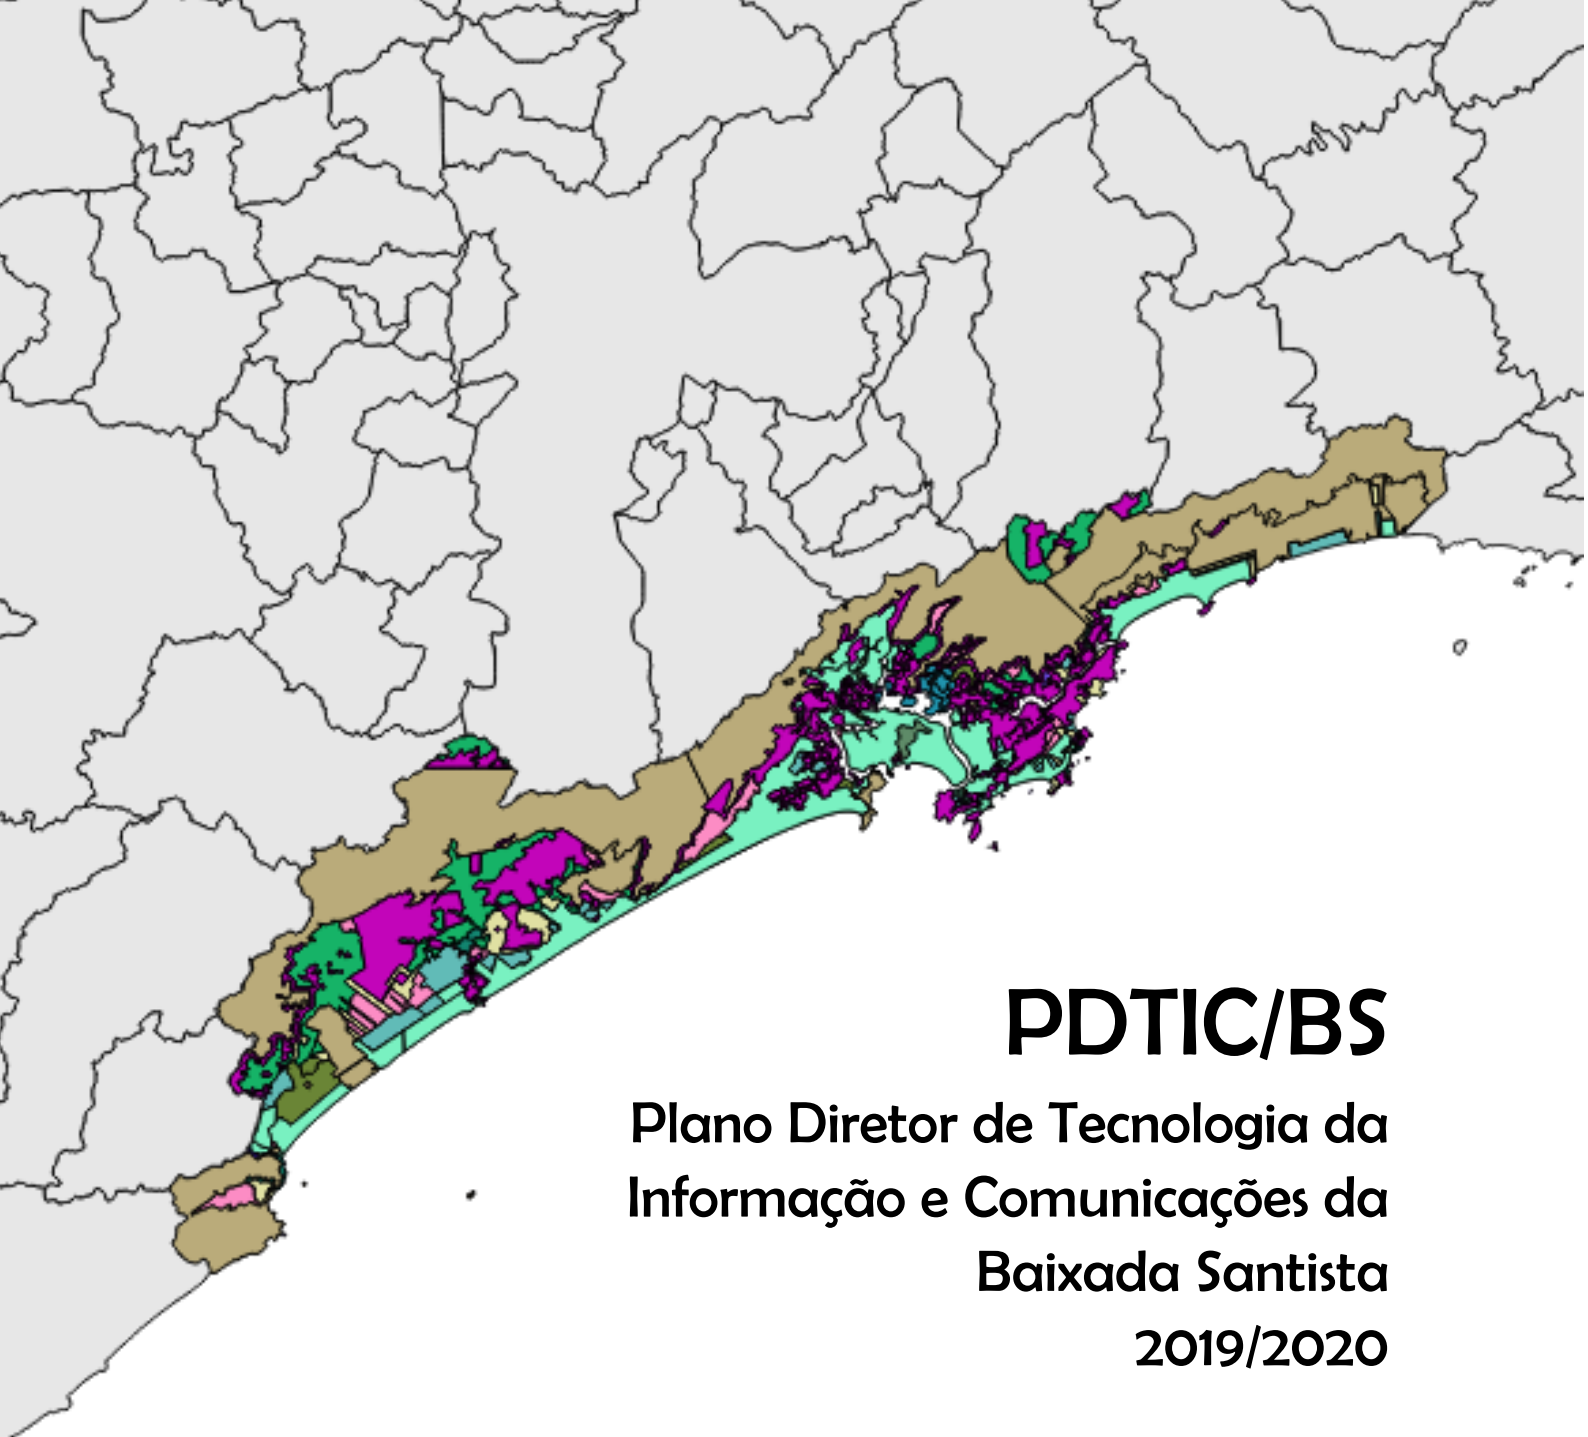 PDTIC/BS
Plano Diretor de Tecnologia da
Informação e Comunicações da
Baixada Santista
2019/2020